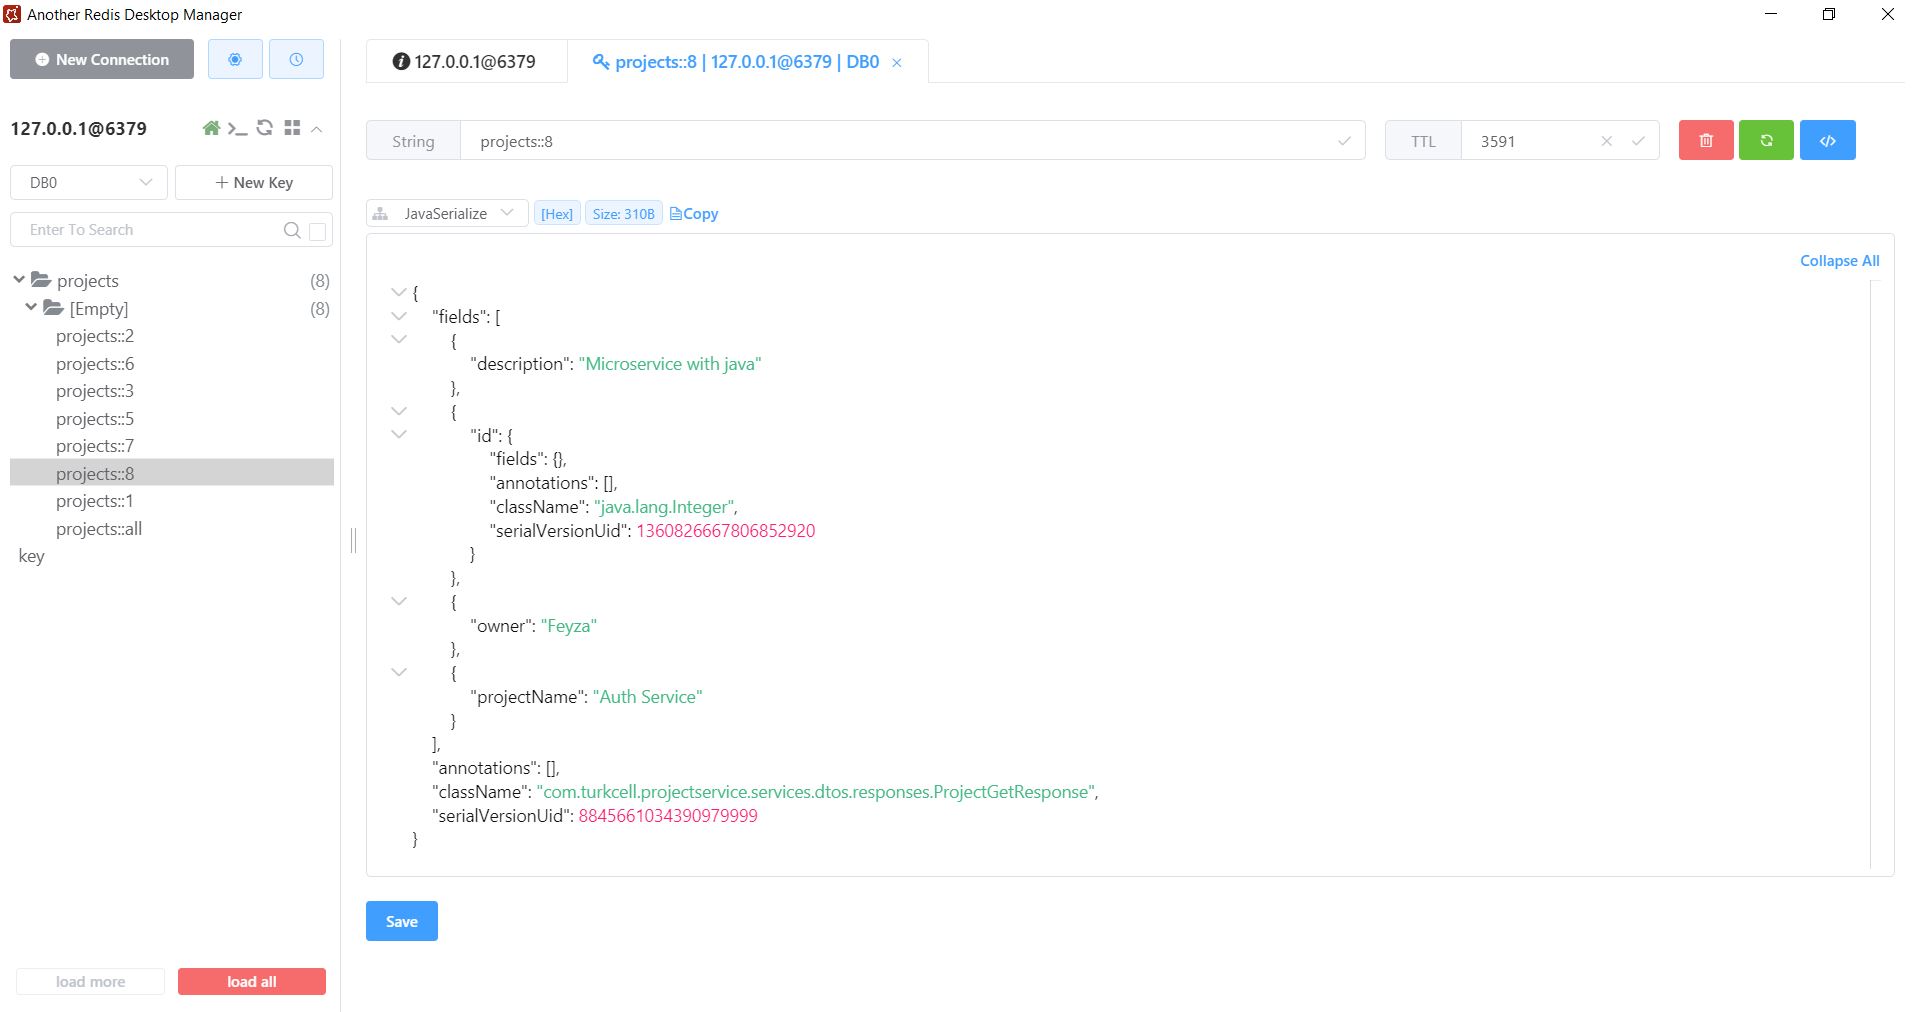 Another Redis Desktop Manager
New Connection
127.0.0.1@6379
DB0
+ New Key
Enter To Search
projects (8)
[Empty] (8)
projects::2
projects::6
projects::3
projects::5
projects::7
projects::8
projects::1
projects::all
key
load more
load all
127.0.0.1@6379
projects::8 | 127.0.0.1@6379 | DB0
String projects::8
TTL 3591
JavaSerialize [Hex] Size: 310B Copy
Collapse All
{
"fields": [
{
"description": "Microservice with java"
},
{
"id": {
"fields": {},
"annotations": [],
"className": "java.lang.Integer",
"serialVersionUid": 1360826667806852920
}
},
{
"owner": "Feyza"
},
{
"projectName": "Auth Service"
}
],
"annotations": [],
"className": "com.turkcell.projectservice.services.dtos.responses.ProjectGetResponse",
"serialVersionUid": 8845661034390979999
}
Save